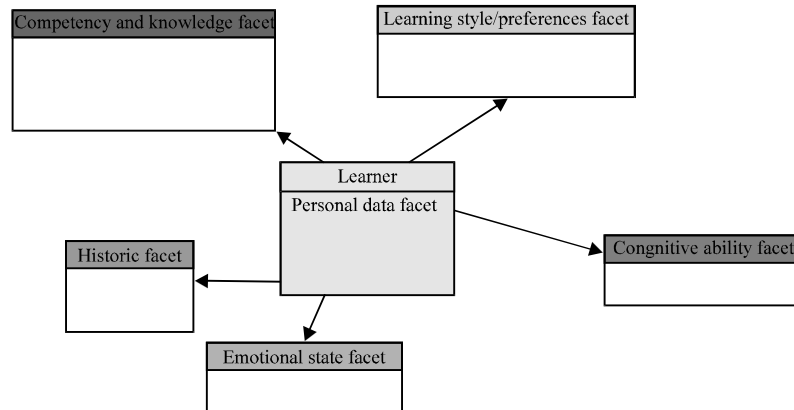 Competency and knowledge facet
Learning style/preferences facet
Learner
Personal data facet
Historic facet
Congnitive ability facet
Emotional state facet